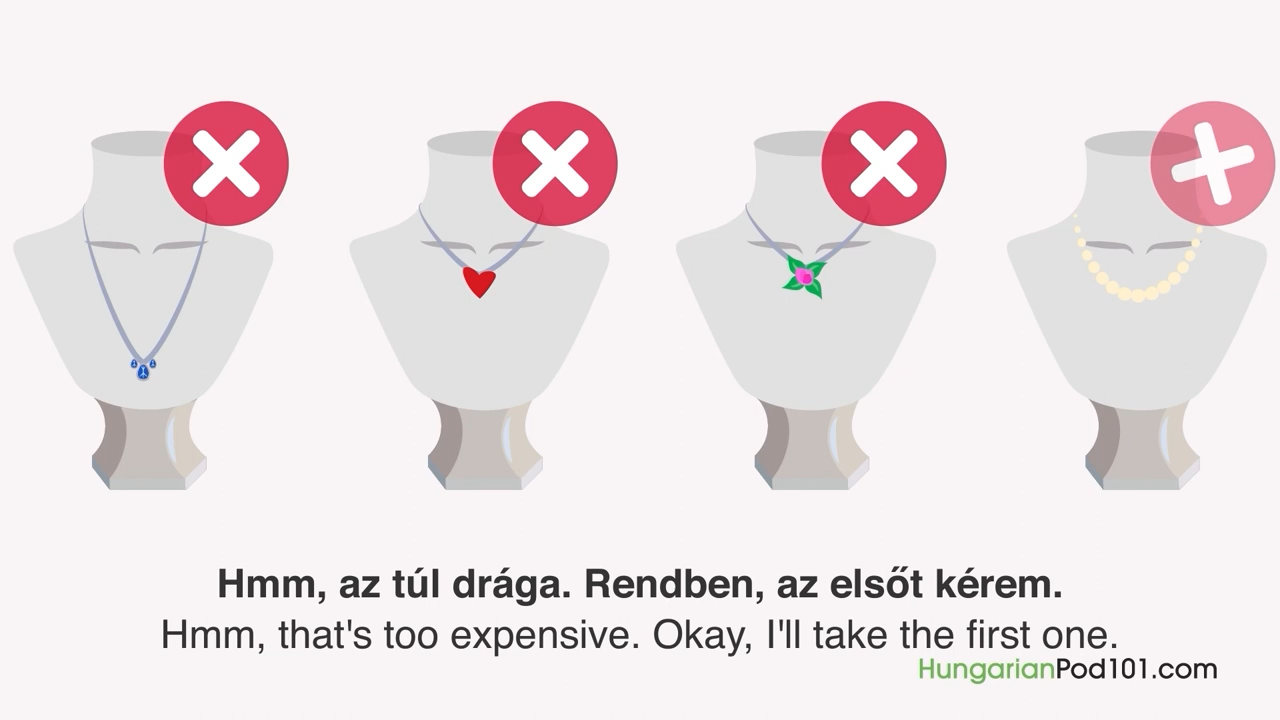 Hmm, az túl drága. Rendben, az elsőt kérem.
Hmm, that's too expensive. Okay, I'll take the first one.
HungarianPod101.com